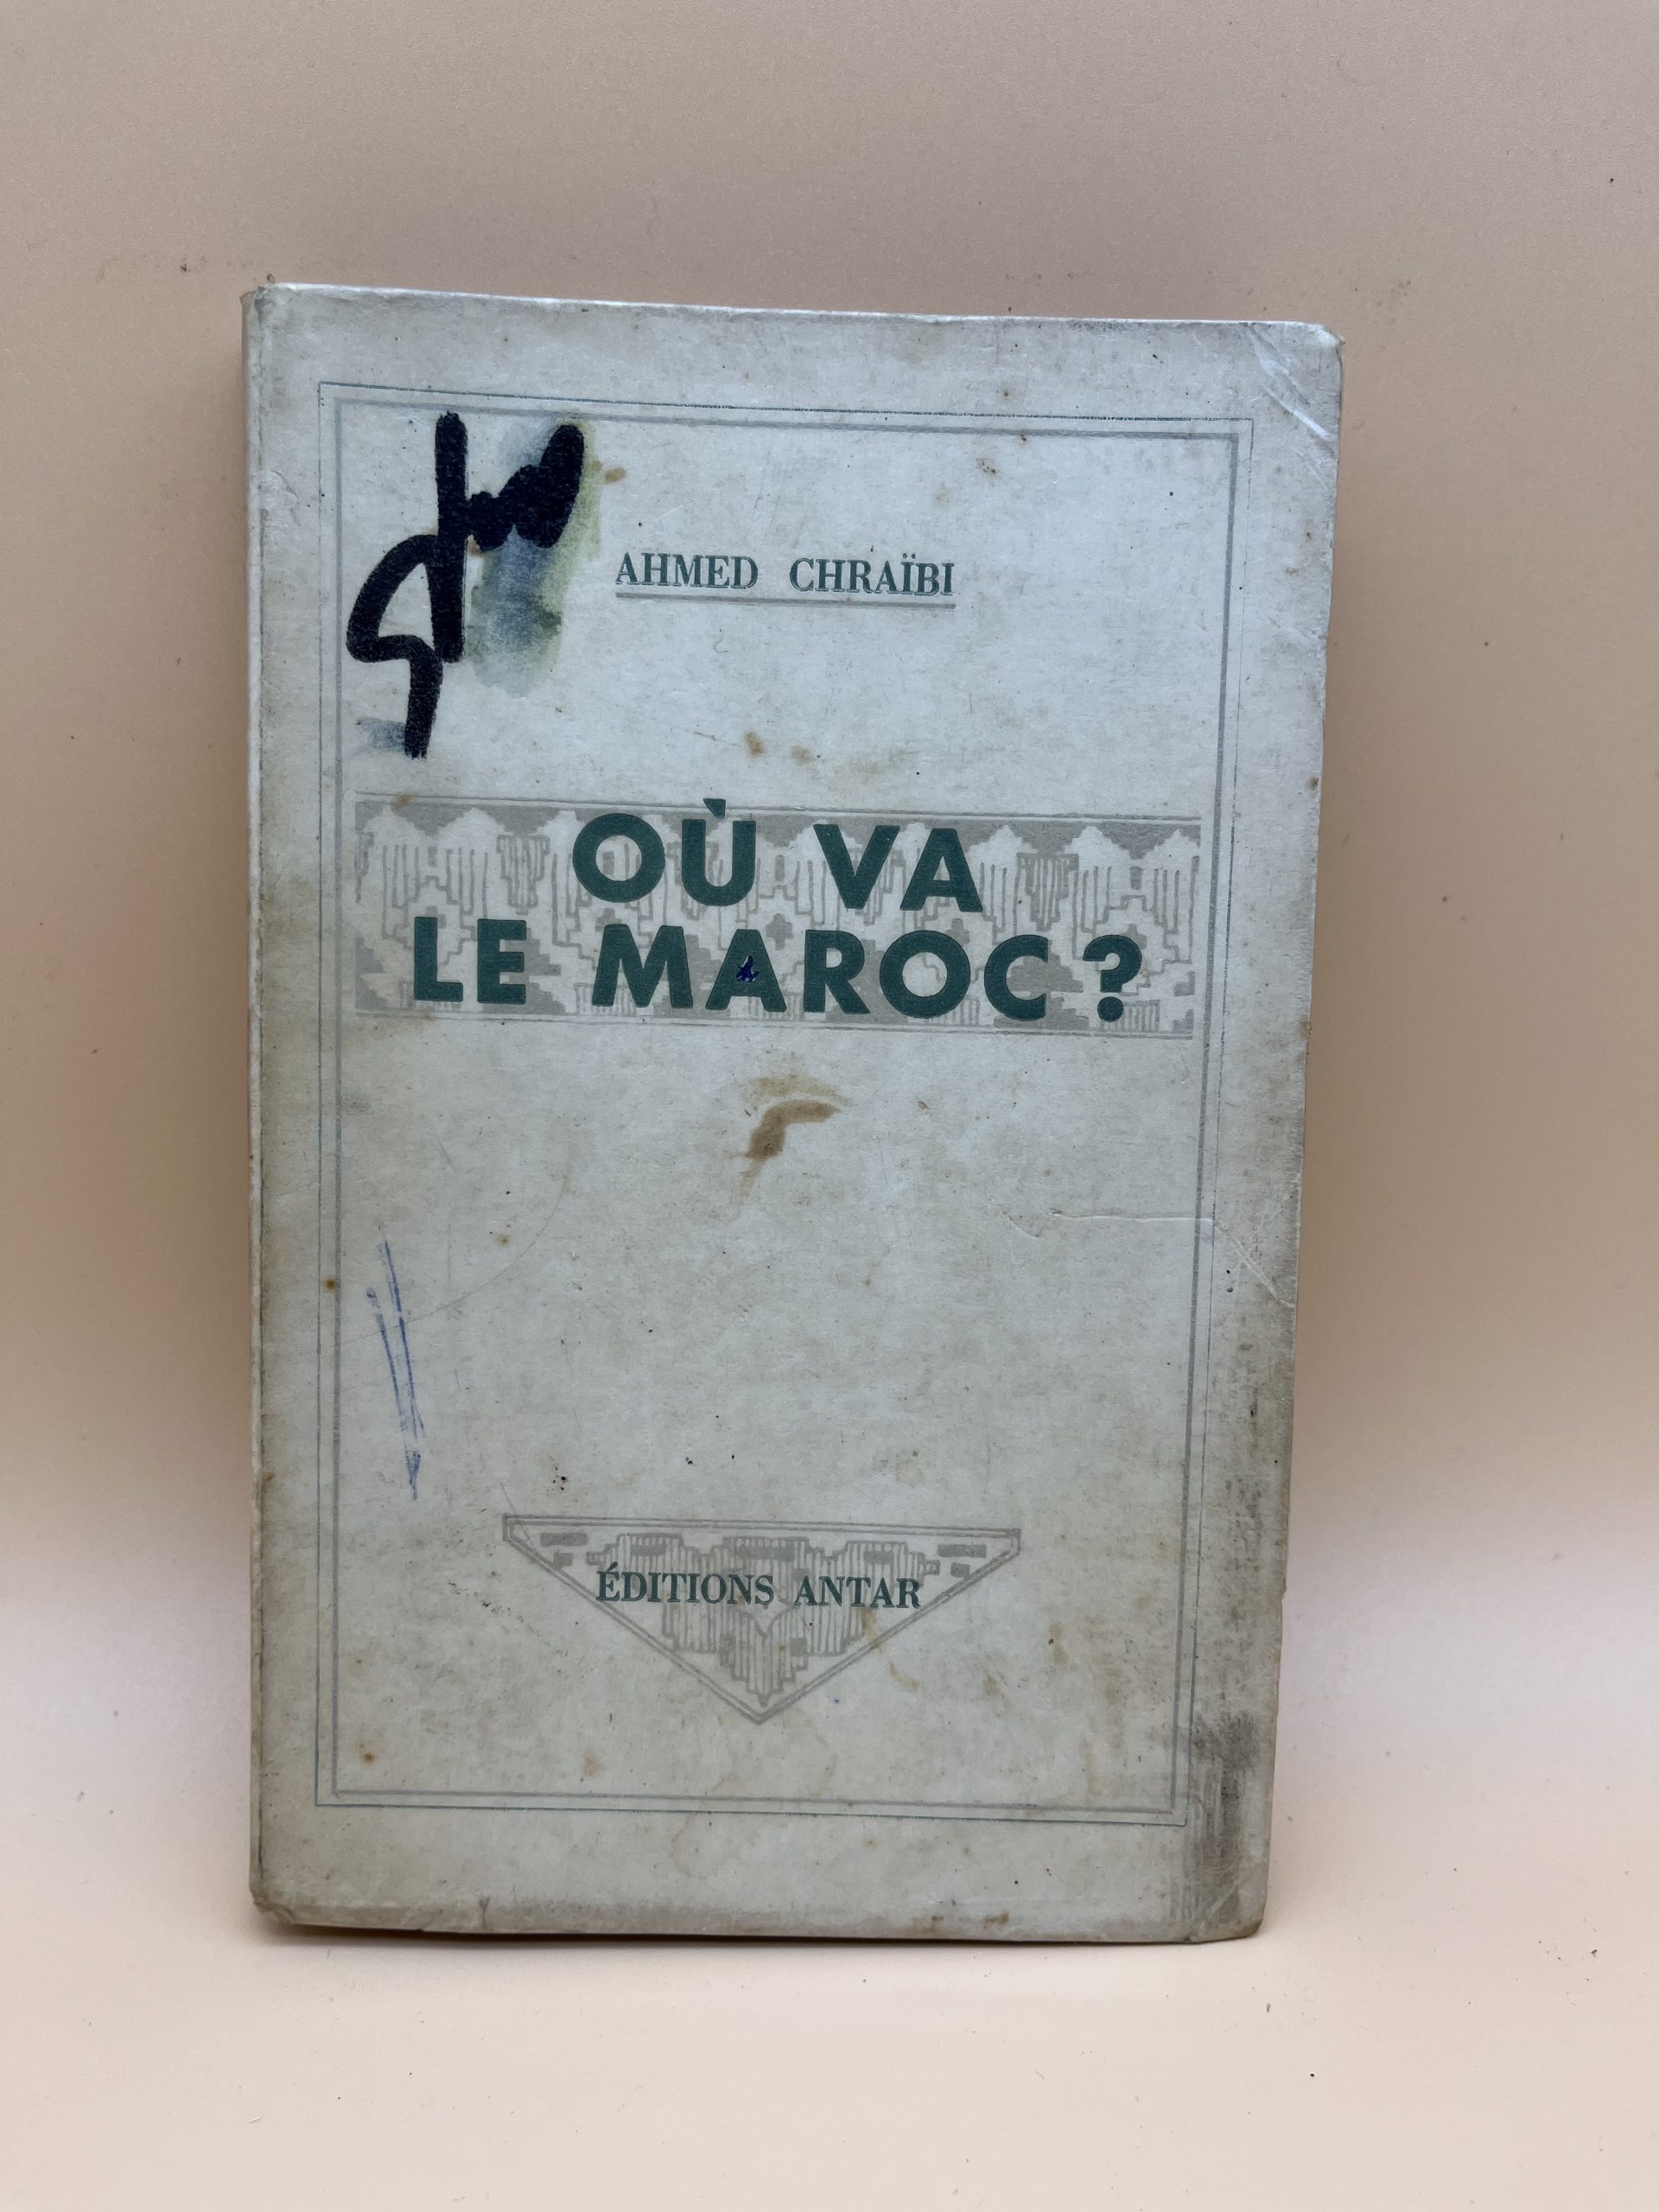 AHMED CHRAÏBI
OÙ VA
LE MAROC ?
ÉDITIONS ANTAR